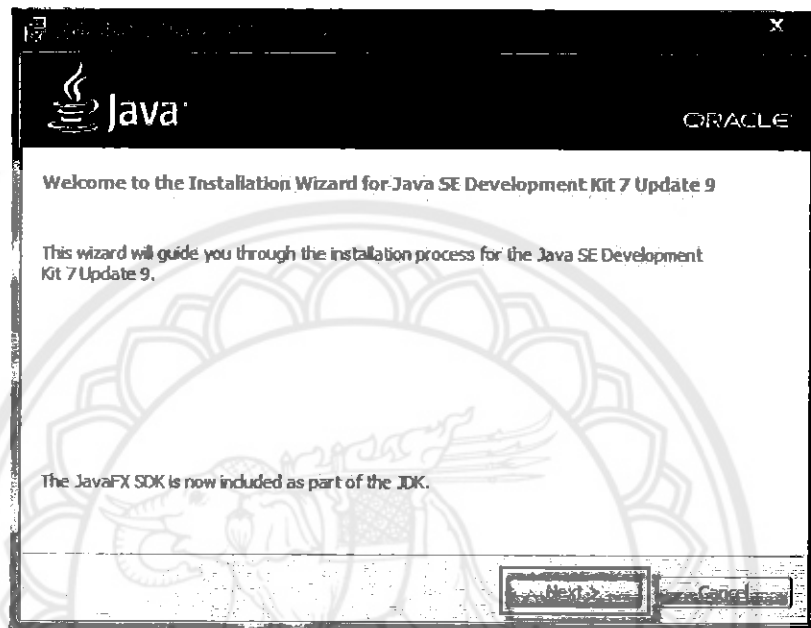 X
Java
ORACLE
Welcome to the Installation Wizard for Java SE Development Kit 7 Update 9
This wizard will guide you through the installation process for the Java SE Development
Kit 7 Update 9.
The JavaFX SDK is now included as part of the JDK.
Next >
Cancel